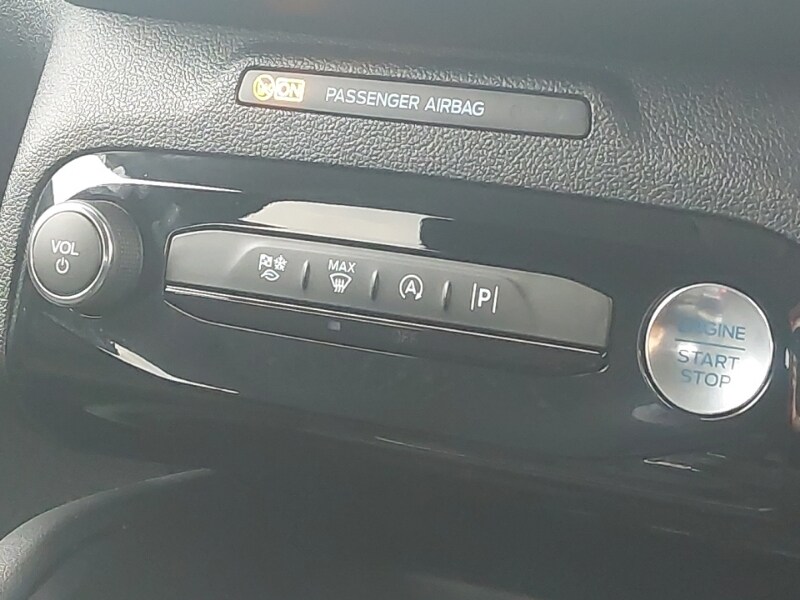 ON PASSENGER AIRBAG
VOL
MAX
A
P
ENGINE
START
STOP